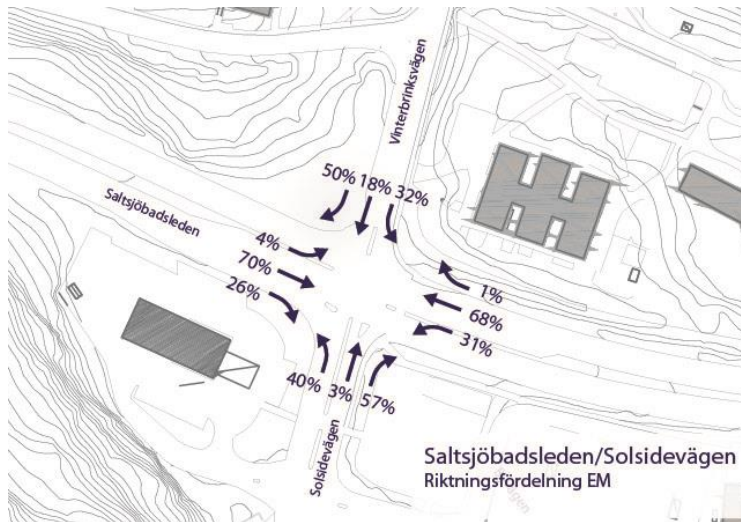 Vinterbrinksvägen
50% 18% 32%
Saltsjöbadsleden
4%
70%
26%
1%
68%
31%
40% 3% 57%
Solsidevägen
Saltsjöbadsleden/Solsidevägen
Riktningsfördelning EM